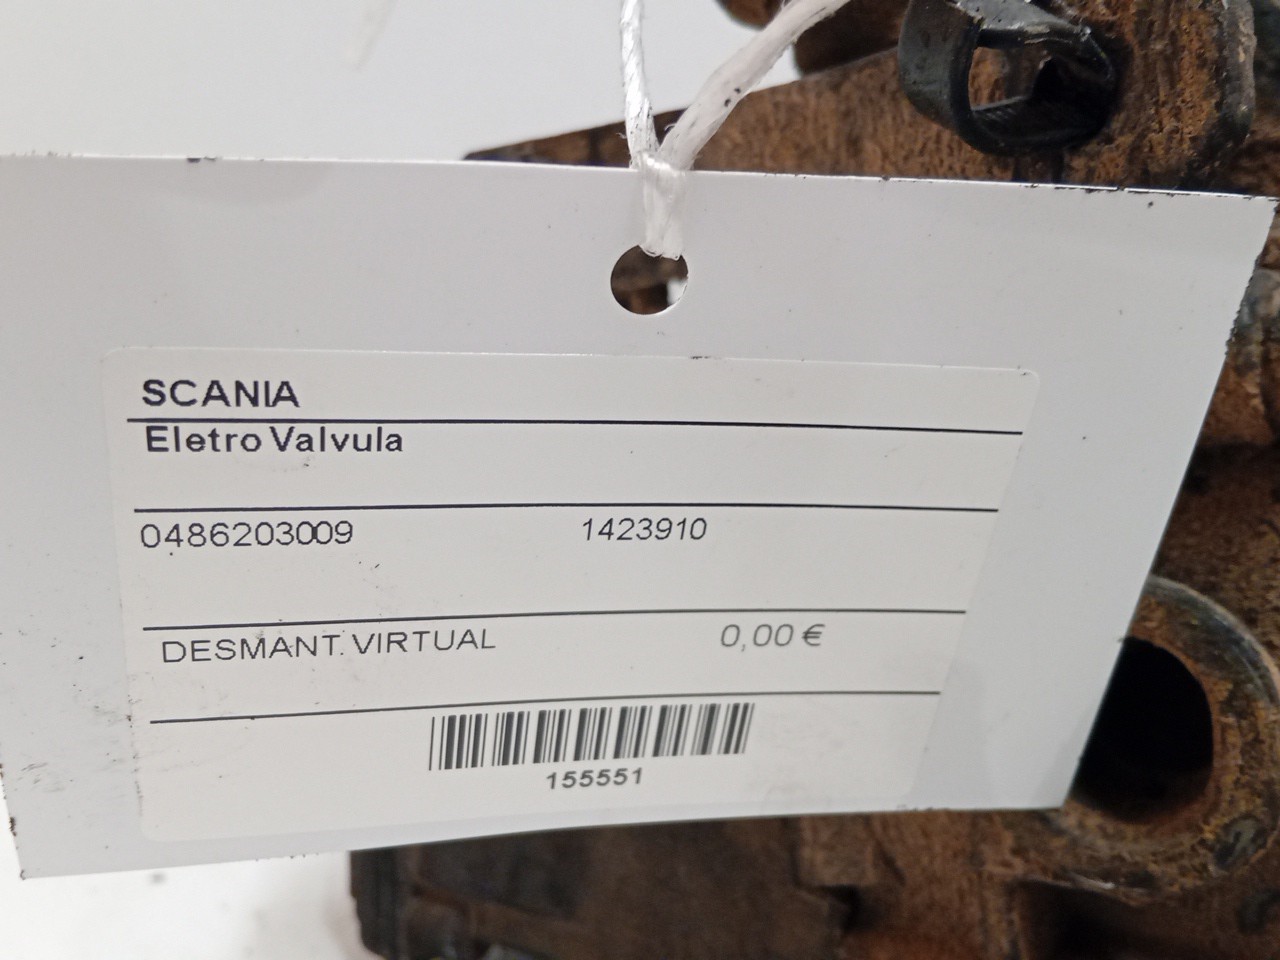 SCANIA
Eletro Valvula
0486203009 1423910
DESMANT. VIRTUAL 0,00 €
155551